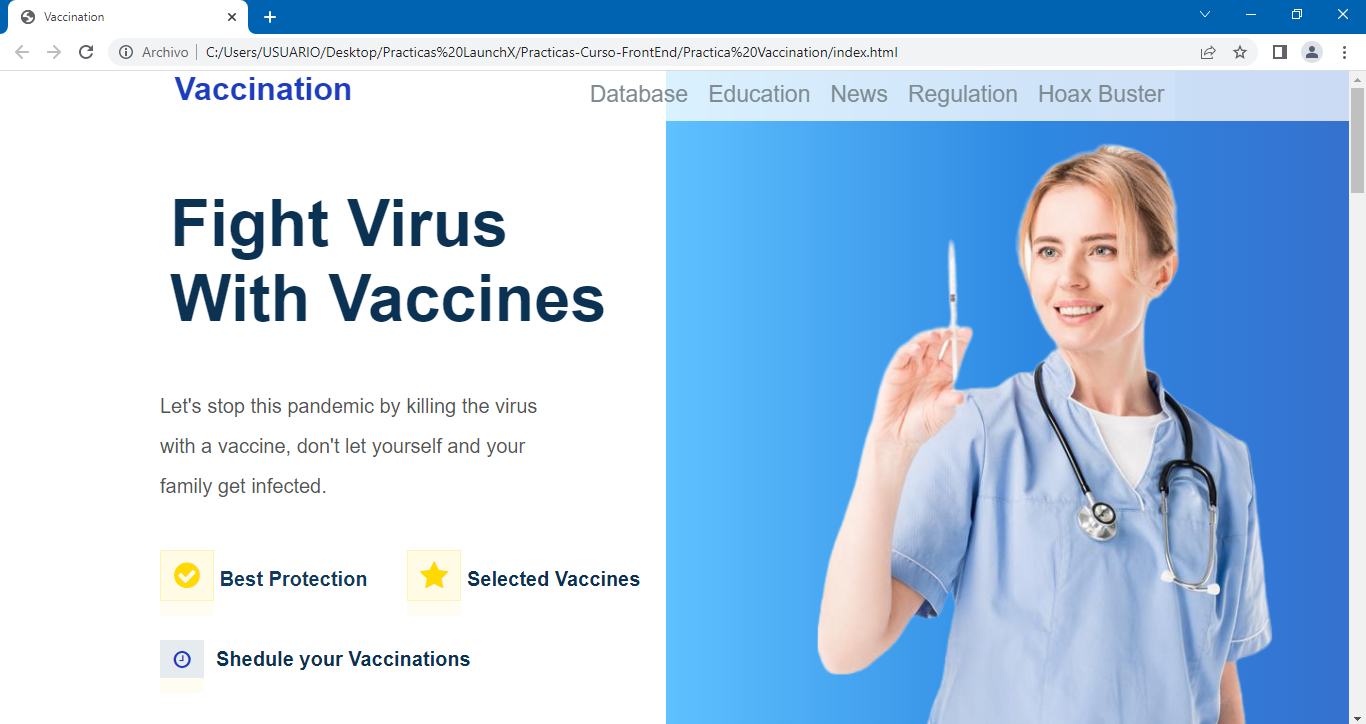 Vaccination
Archivo
C:/Users/USUARIO/Desktop/Practicas%20LaunchX/Practicas-Curso-FrontEnd/Practica%20Vaccination/index.html
Vaccination
Database Education News Regulation Hoax Buster
Fight Virus
With Vaccines
Let's stop this pandemic by killing the virus
with a vaccine, don't let yourself and your
family get infected.
Best Protection Selected Vaccines
Shedule your Vaccinations